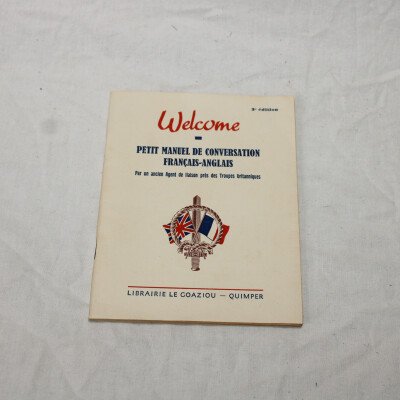 3e édition
Welcome
PETIT MANUEL DE CONVERSATION
FRANÇAIS-ANGLAIS
Par un ancien Agent de liaison près des Troupes britanniques
LIBRAIRIE LE GOAZIOU — QUIMPER